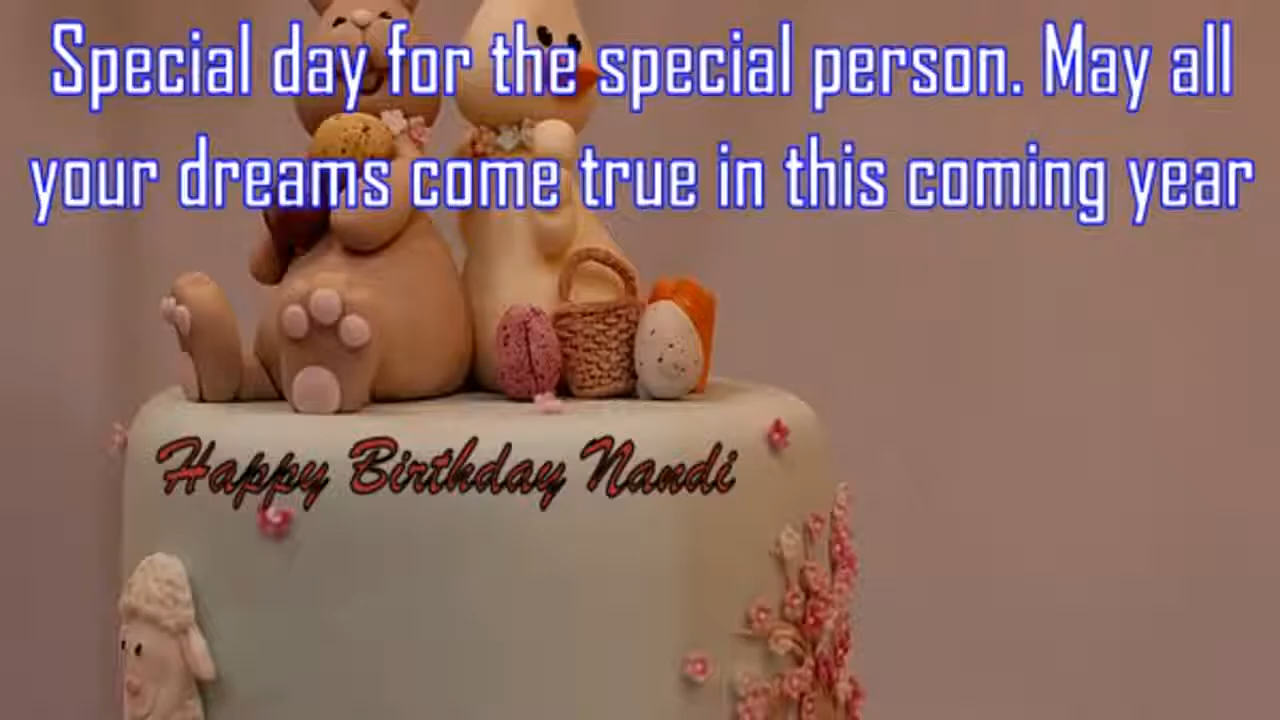 Special day for the special person. May all
your dreams come true in this coming year
Happy Birthday Nandi